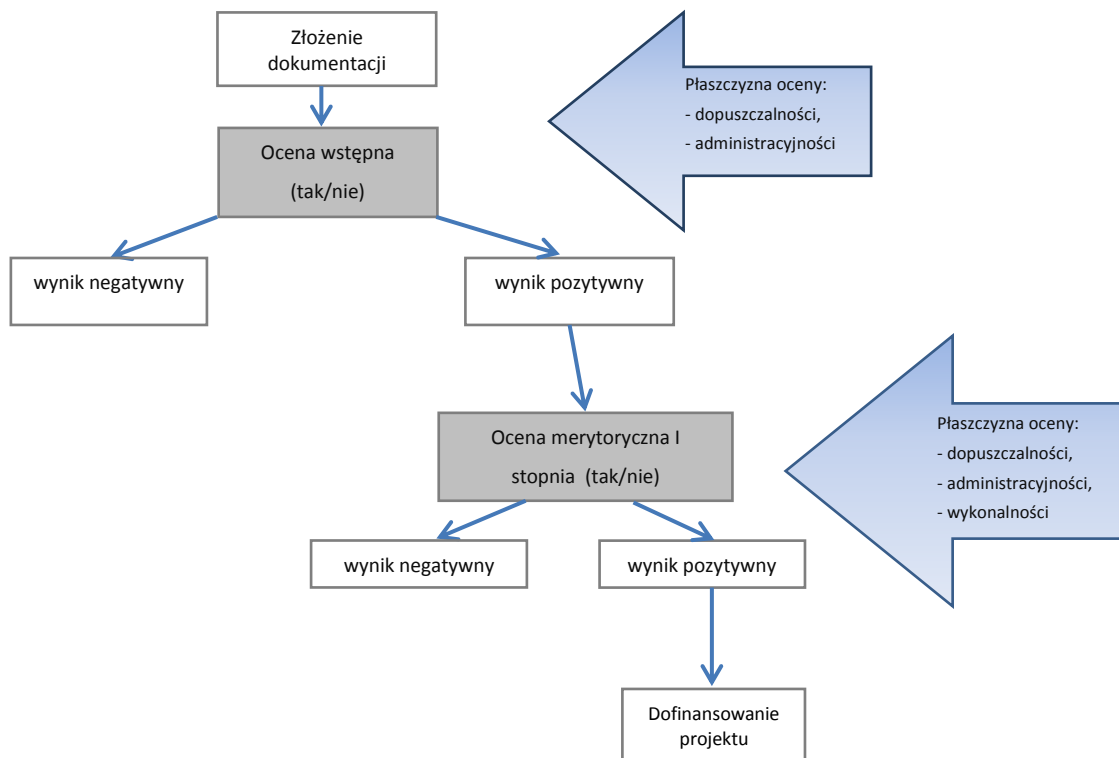 Złożenie
dokumentacji
Płaszczyzna oceny:
- dopuszczalności,
- administracyjności
Ocena wstępna
(tak/nie)
wynik negatywny
wynik pozytywny
Ocena merytoryczna I
stopnia (tak/nie)
Płaszczyzna oceny:
- dopuszczalności,
- administracyjności,
- wykonalności
wynik negatywny
wynik pozytywny
Dofinansowanie
projektu